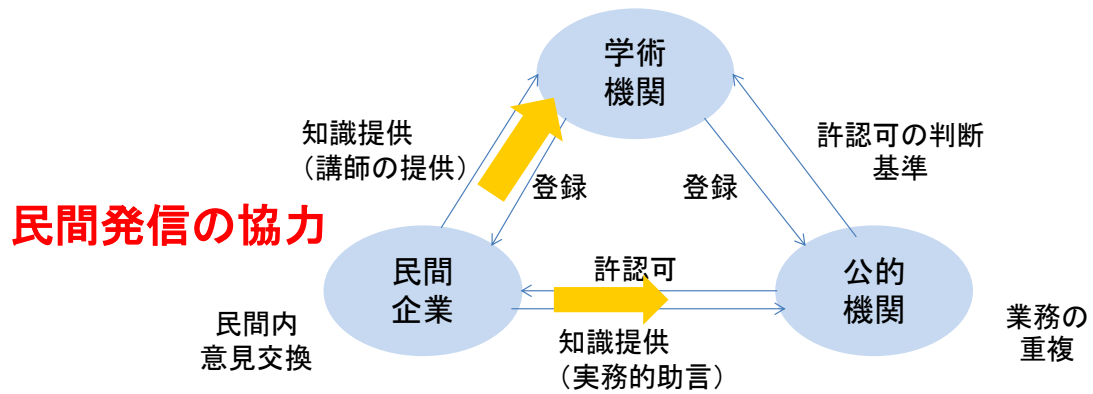 学術
機関
知識提供
（講師の提供）
許認可の判断
基準
登録
登録
民間発信の協力
民間
企業
許認可
公的
機関
民間内
意見交換
知識提供
（実務的助言）
業務の
重複